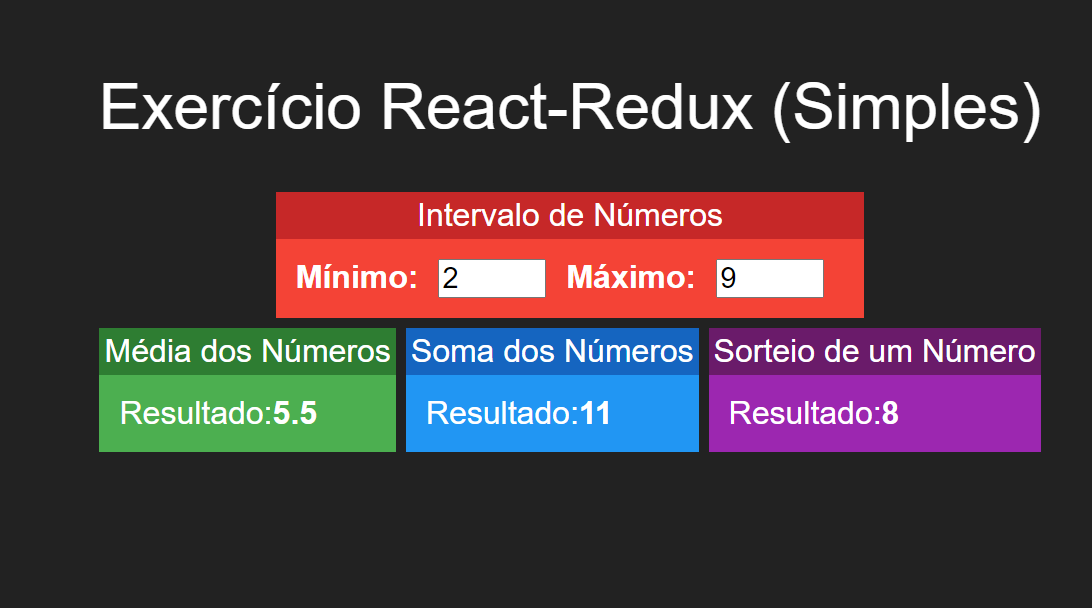 Exercício React-Redux (Simples)
Intervalo de Números
Mínimo: 2 Máximo: 9
Média dos Números Soma dos Números Sorteio de um Número
Resultado:5.5 Resultado:11 Resultado:8